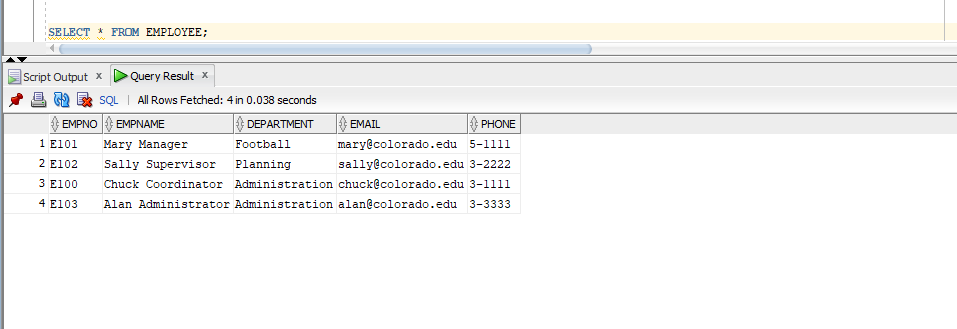 SELECT * FROM EMPLOYEE;
Script Output x Query Result x
SQL | All Rows Fetched: 4 in 0.038 seconds
EMPNO EMPNAME DEPARTMENT EMAIL PHONE
1 E101 Mary Manager Football mary@colorado.edu 5-1111
2 E102 Sally Supervisor Planning sally@colorado.edu 3-2222
3 E100 Chuck Coordinator Administration chuck@colorado.edu 3-1111
4 E103 Alan Administrator Administration alan@colorado.edu 3-3333